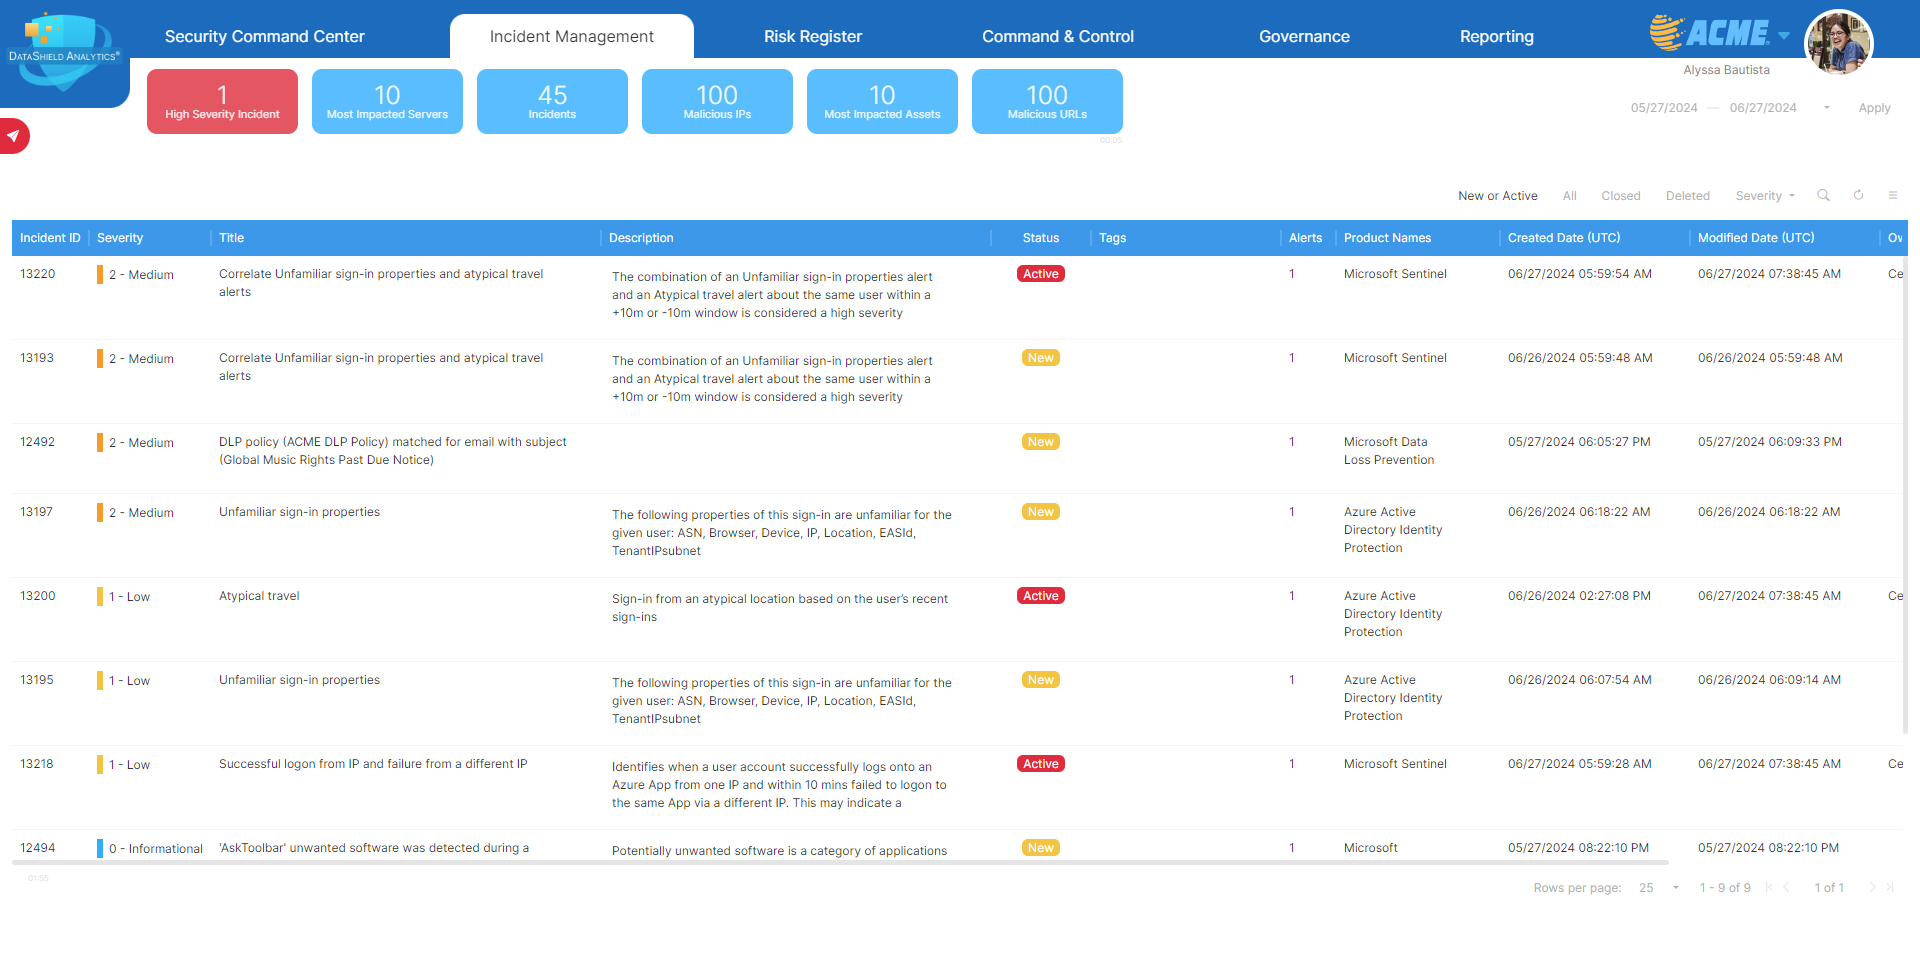 DATASHIELD ANALYTICS®
Security Command Center
Incident Management
Risk Register
Command & Control
Governance
Reporting
ACME
Alyssa Bautista
1
High Severity Incident
10
Most Impacted Servers
45
Incidents
100
Malicious IPs
10
Most Impacted Assets
100
Malicious URLs
00:05
05/27/2024 — 06/27/2024 Apply
New or Active All Closed Deleted Severity
Incident ID Severity Title Description Status Tags Alerts Product Names Created Date (UTC) Modified Date (UTC) Ov
13220 2 - Medium Correlate Unfamiliar sign-in properties and atypical travel
alerts
The combination of an Unfamiliar sign-in properties alert
and an Atypical travel alert about the same user within a
+10m or -10m window is considered a high severity
Active 1 Microsoft Sentinel 06/27/2024 05:59:54 AM 06/27/2024 07:38:45 AM Ce
13193 2 - Medium Correlate Unfamiliar sign-in properties and atypical travel
alerts
The combination of an Unfamiliar sign-in properties alert
and an Atypical travel alert about the same user within a
+10m or -10m window is considered a high severity
New 1 Microsoft Sentinel 06/26/2024 05:59:48 AM 06/26/2024 05:59:48 AM
12492 2 - Medium DLP policy (ACME DLP Policy) matched for email with subject
(Global Music Rights Past Due Notice)
New 1 Microsoft Data
Loss Prevention
05/27/2024 06:05:27 PM 05/27/2024 06:09:33 PM
13197 2 - Medium Unfamiliar sign-in properties
The following properties of this sign-in are unfamiliar for the
given user: ASN, Browser, Device, IP, Location, EASId,
TenantIPsubnet
New 1 Azure Active
Directory Identity
Protection
06/26/2024 06:18:22 AM 06/26/2024 06:18:22 AM
13200 1 - Low Atypical travel
Sign-in from an atypical location based on the user's recent
sign-ins
Active 1 Azure Active
Directory Identity
Protection
06/26/2024 02:27:08 PM 06/27/2024 07:38:45 AM Ce
13195 1 - Low Unfamiliar sign-in properties
The following properties of this sign-in are unfamiliar for the
given user: ASN, Browser, Device, IP, Location, EASId,
TenantIPsubnet
New 1 Azure Active
Directory Identity
Protection
06/26/2024 06:07:54 AM 06/26/2024 06:09:14 AM
13218 1 - Low Successful logon from IP and failure from a different IP
Identifies when a user account successfully logs onto an
Azure App from one IP and within 10 mins failed to logon to
the same App via a different IP. This may indicate a
Active 1 Microsoft Sentinel 06/27/2024 05:59:28 AM 06/27/2024 07:38:45 AM Ce
12494 0 - Informational 'AskToolbar' unwanted software was detected during a
Potentially unwanted software is a category of applications
New 1 Microsoft 05/27/2024 08:22:10 PM 05/27/2024 08:22:10 PM
01:55
Rows per page: 25 1 - 9 of 9 1 of 1